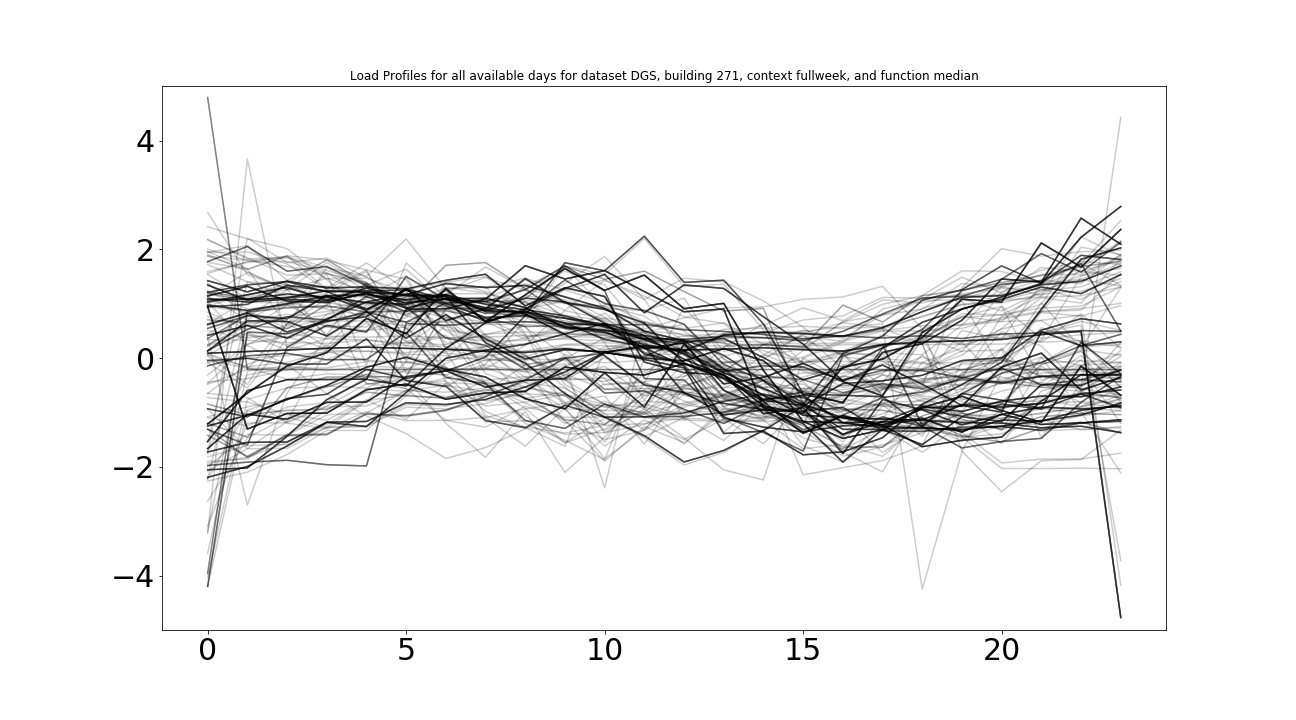 Load Profiles for all available days for dataset DGS, building 271, context fullweek, and function median
4
2
0
−2
−4
0 5 10 15 20